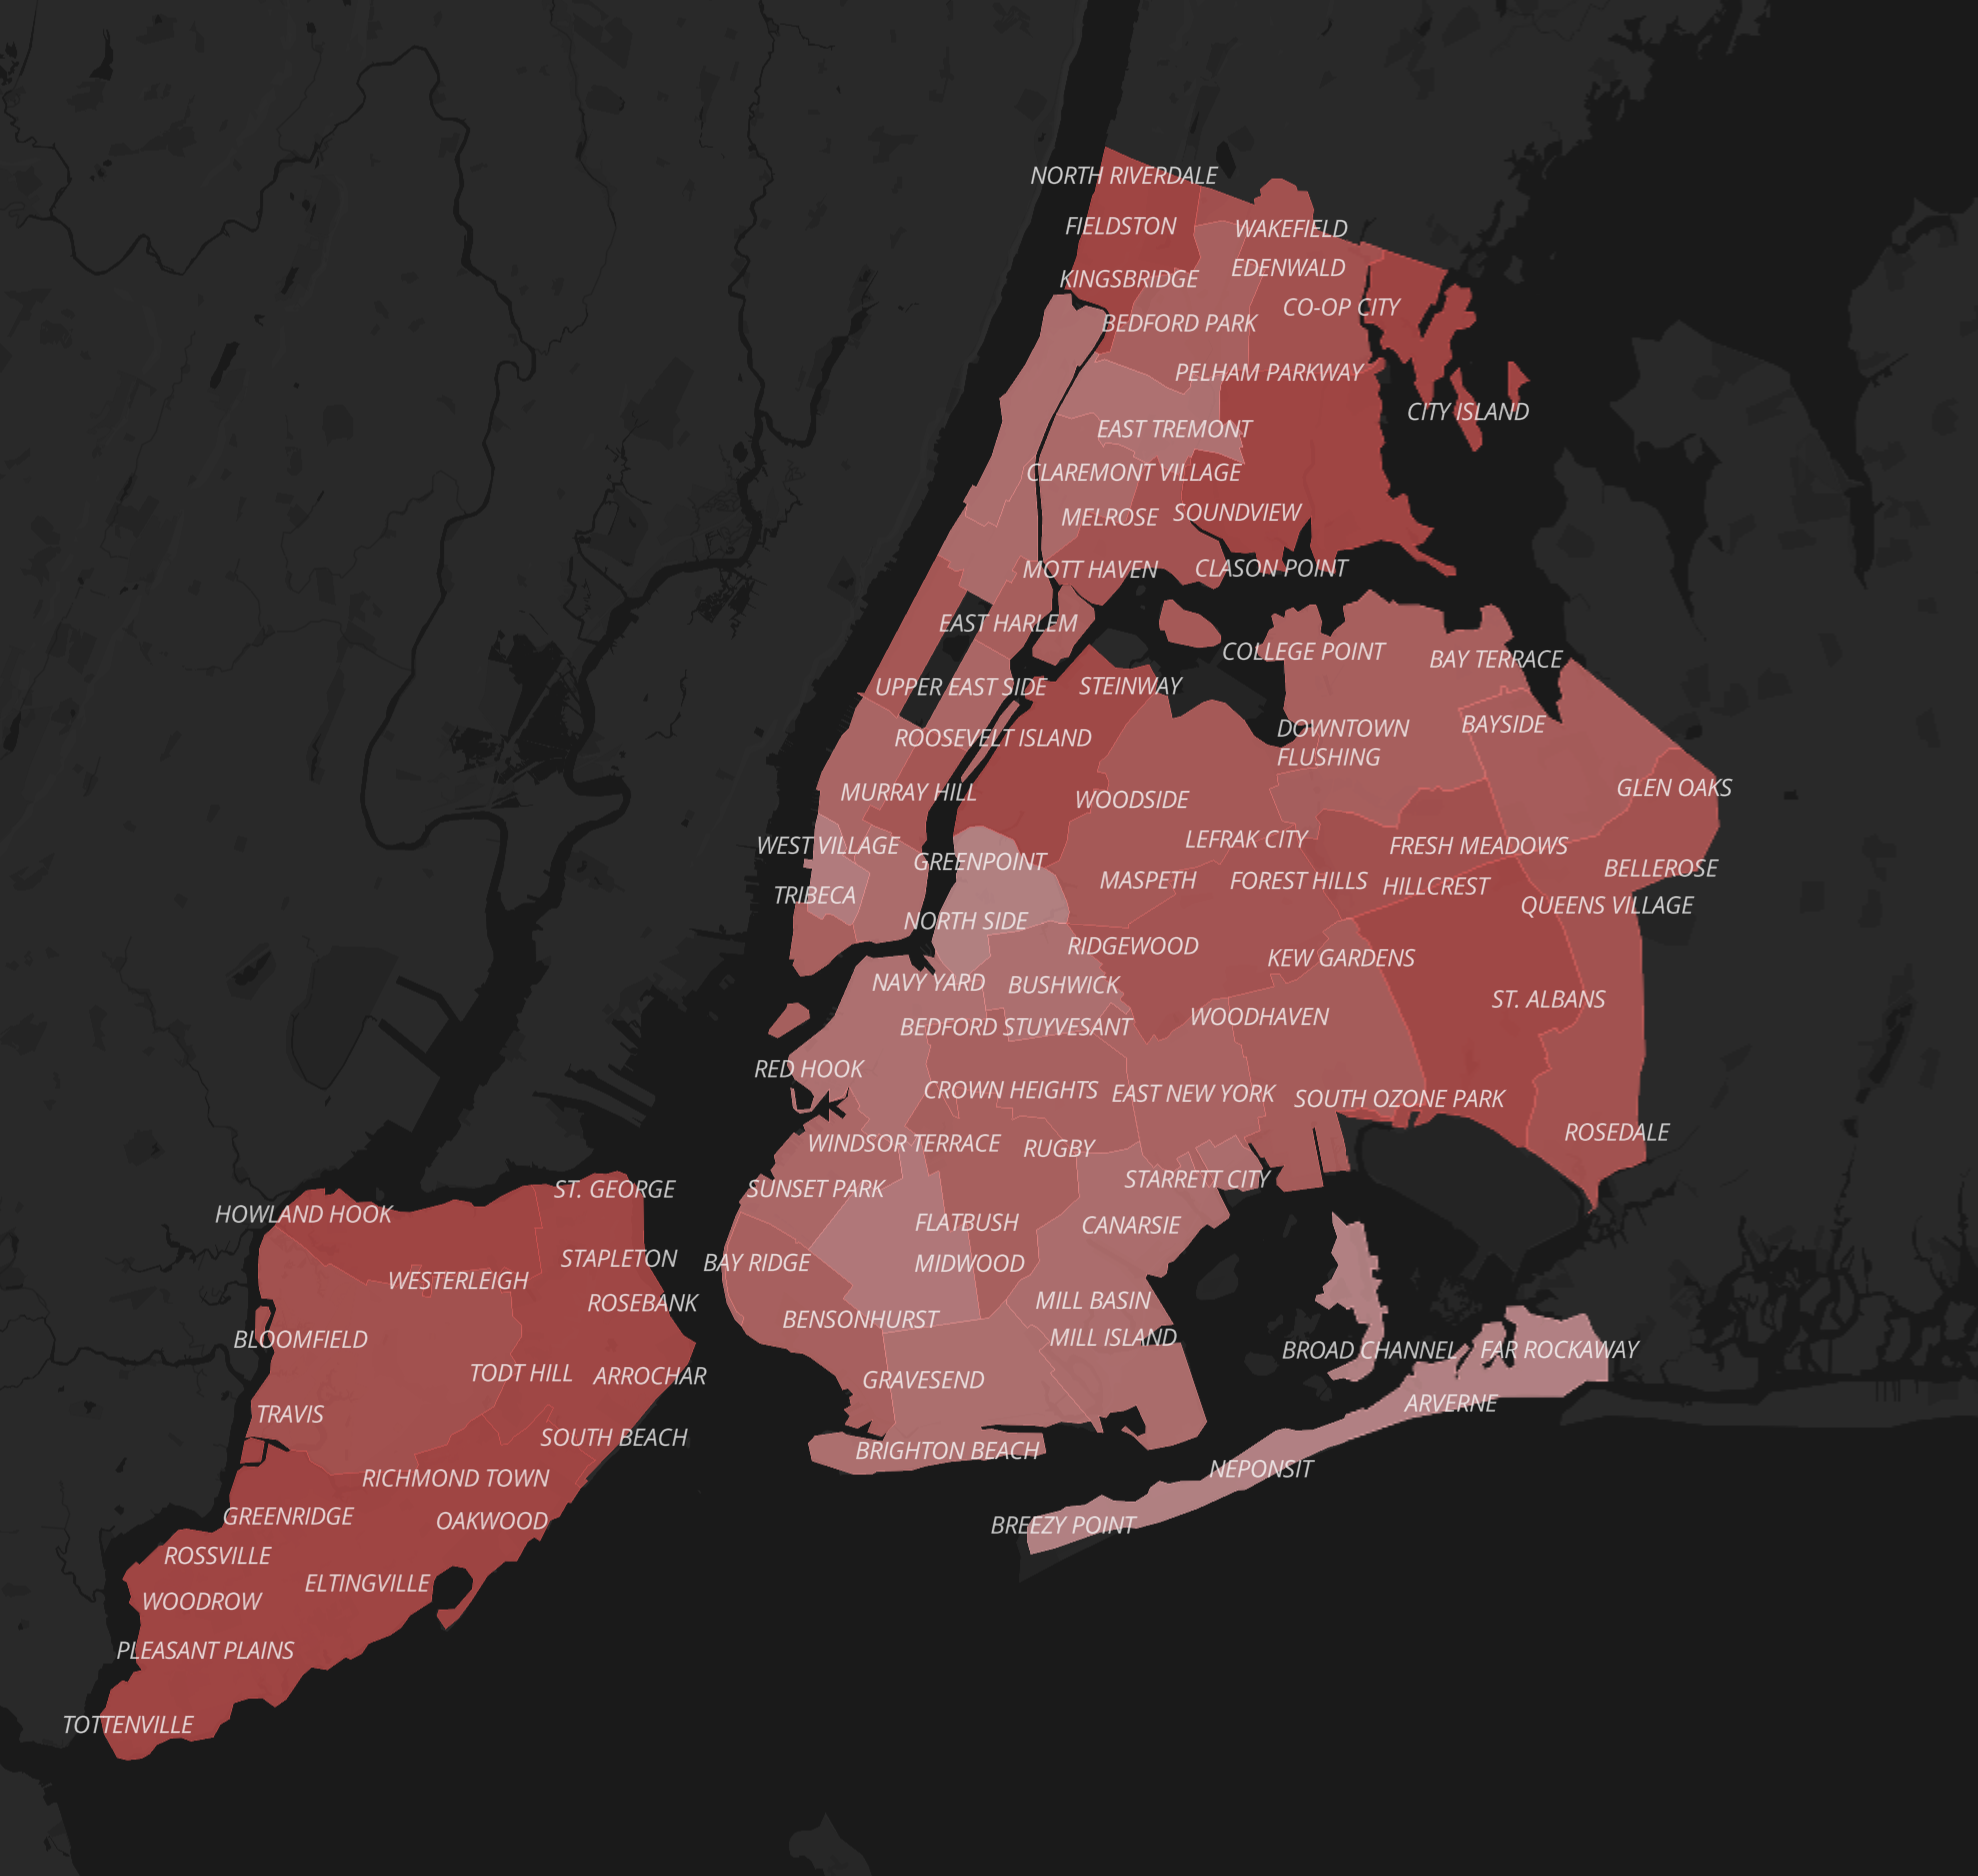 NORTH RIVERDALE
FIELDSTON
WAKEFIELD
EDENWALD
KINGSBRIDGE
CO-OP CITY
BEDFORD PARK
PELHAM PARKWAY
CITY ISLAND
EAST TREMONT
CLAREMONT VILLAGE
MELROSE
SOUNDVIEW
MOTT HAVEN
CLASON POINT
EAST HARLEM
COLLEGE POINT
BAY TERRACE
UPPER EAST SIDE
STEINWAY
ROOSEVELT ISLAND
DOWNTOWN
FLUSHING
BAYSIDE
GLEN OAKS
MURRAY HILL
WOODSIDE
WEST VILLAGE
LEFRAK CITY
FRESH MEADOWS
GREENPOINT
BELLEROSE
TRIBECA
MASPETH
FOREST HILLS
HILLCREST
QUEENS VILLAGE
NORTH SIDE
RIDGEWOOD
KEW GARDENS
NAVY YARD
BUSHWICK
ST. ALBANS
BEDFORD STUYVESANT
WOODHAVEN
RED HOOK
CROWN HEIGHTS
EAST NEW YORK
SOUTH OZONE PARK
ROSEDALE
WINDSOR TERRACE
RUGBY
STARRETT CITY
ST. GEORGE
SUNSET PARK
HOWLAND HOOK
FLATBUSH
CANARSIE
STAPLETON
BAY RIDGE
MIDWOOD
WESTERLEIGH
ROSEBANK
MILL BASIN
BENSONHURST
BLOOMFIELD
MILL ISLAND
BROAD CHANNEL
FAR ROCKAWAY
TODT HILL
ARROCHAR
GRAVESEND
ARVERNE
TRAVIS
SOUTH BEACH
BRIGHTON BEACH
RICHMOND TOWN
NEPONSIT
GREENRIDGE
OAKWOOD
BREEZY POINT
ROSSVILLE
ELTINGVILLE
WOODROW
PLEASANT PLAINS
TOTTENVILLE